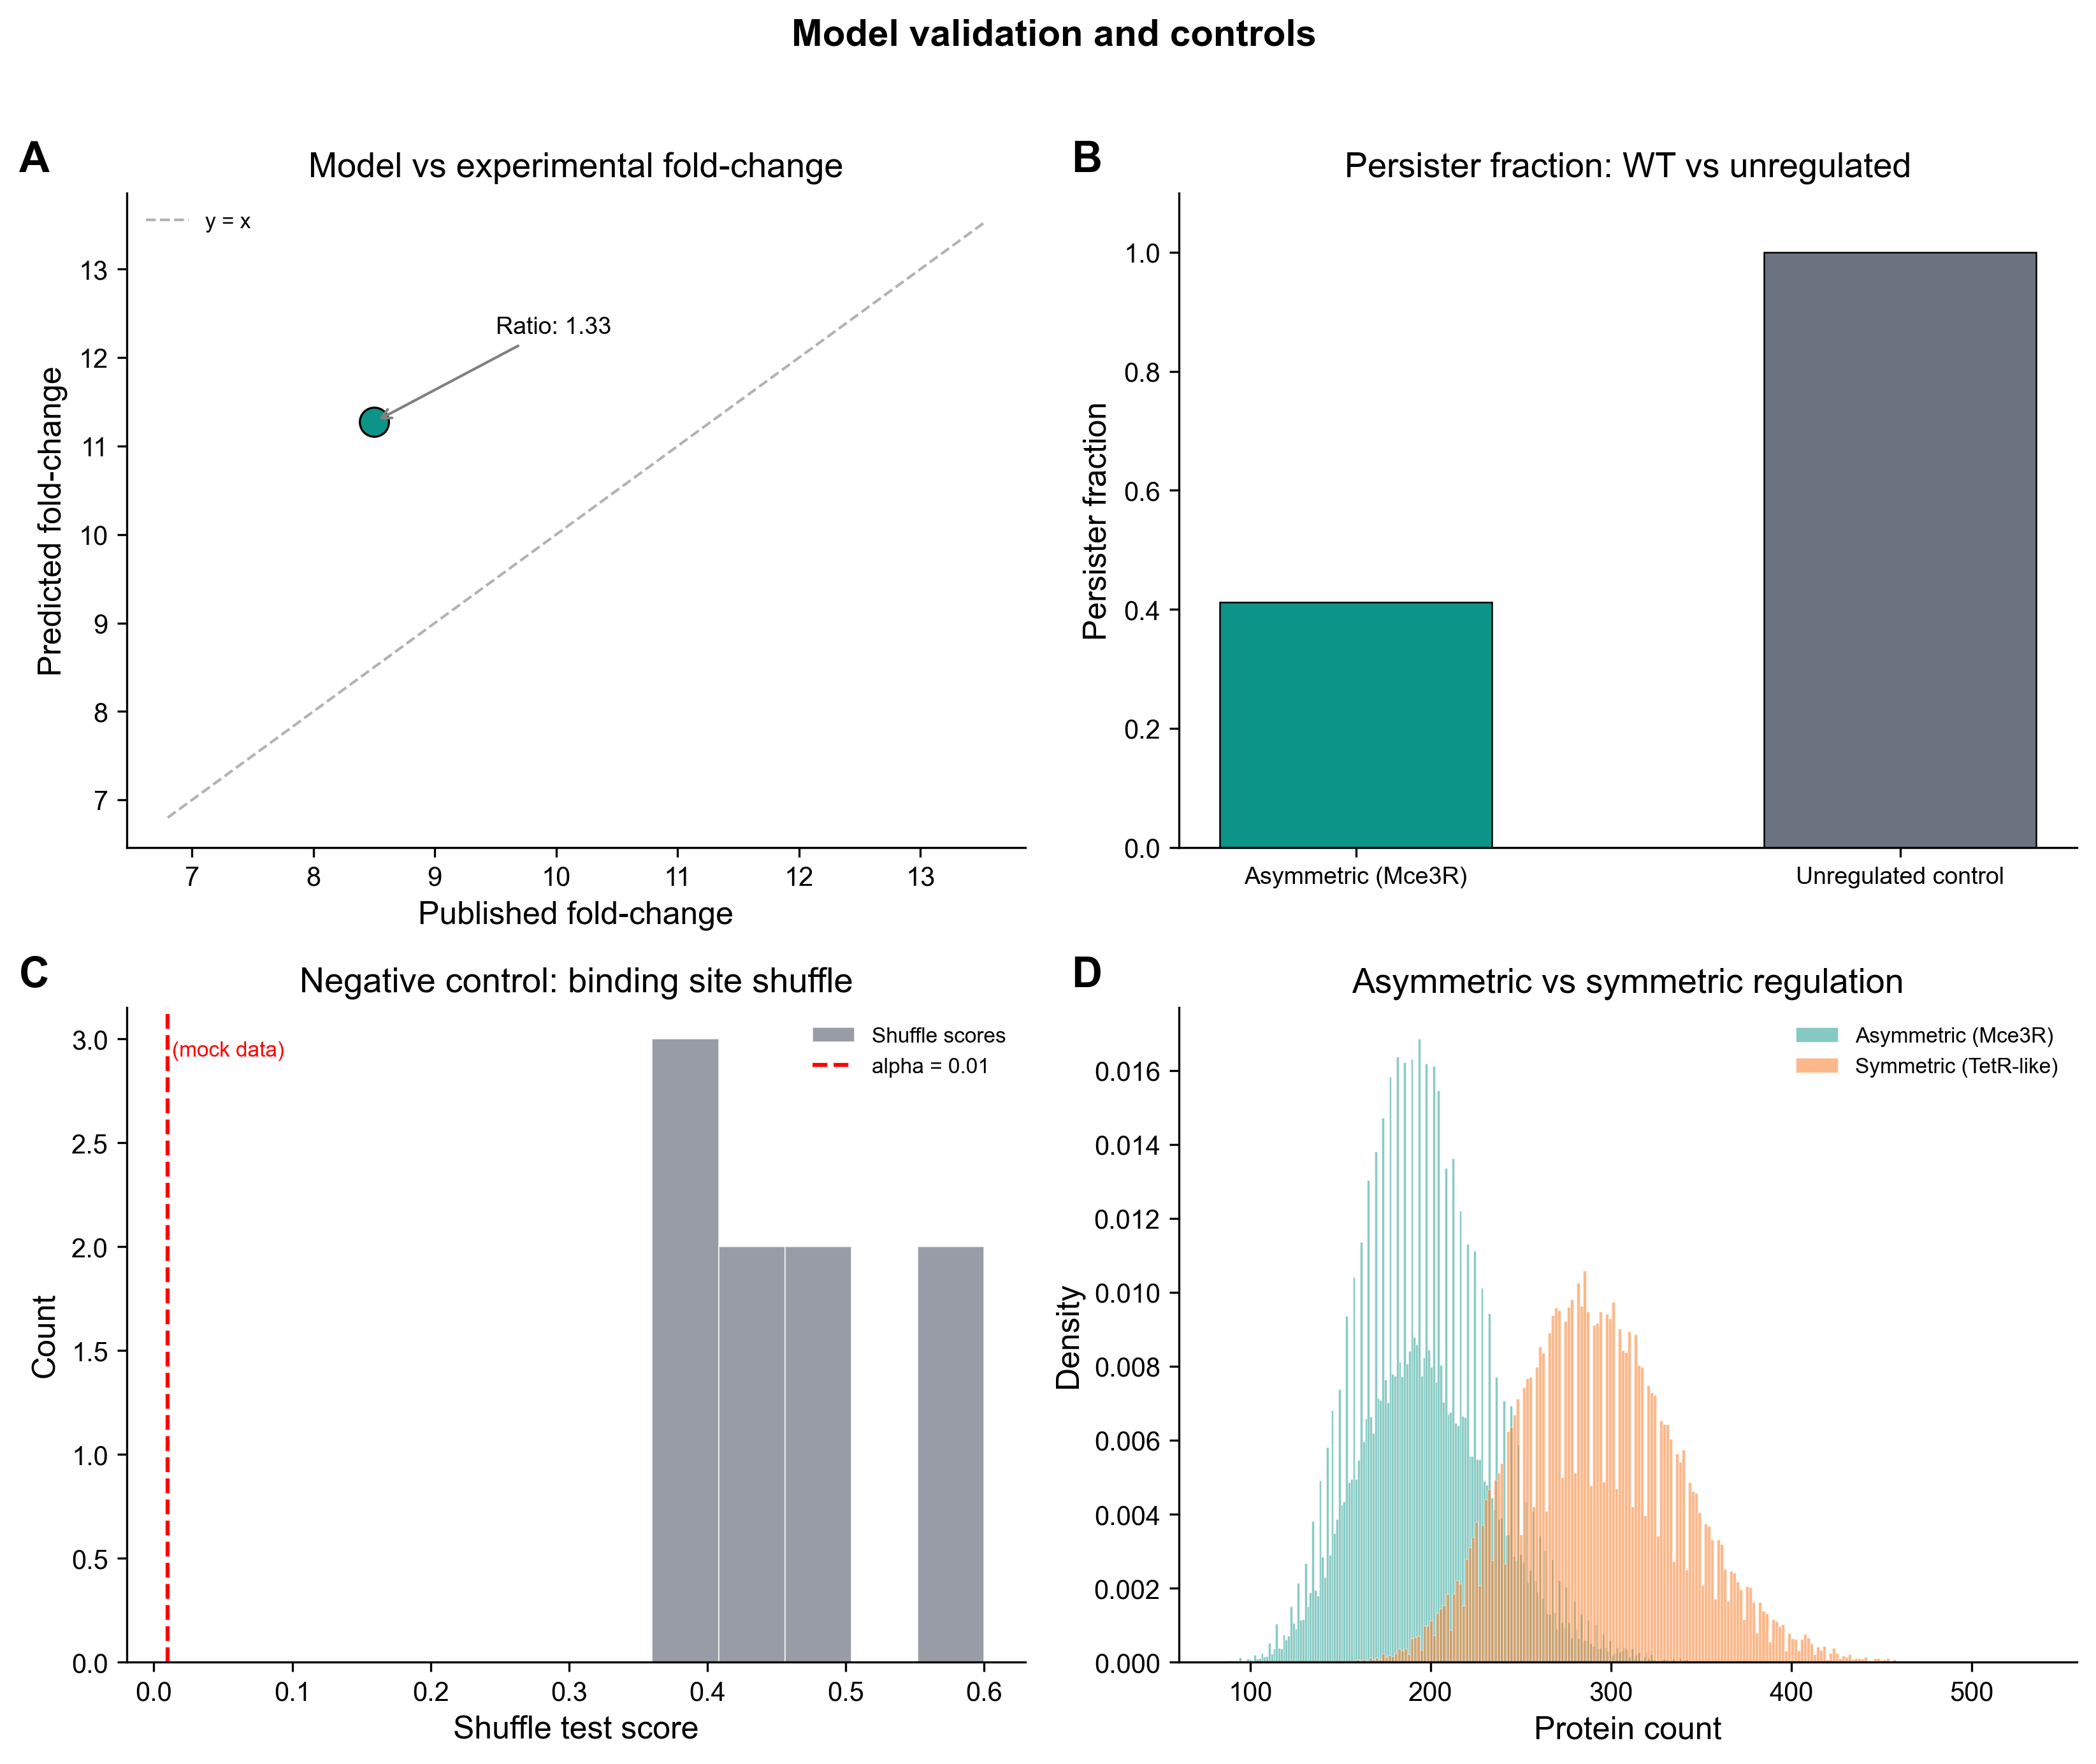 Model validation and controls
A
Model vs experimental fold-change
y = x
Ratio: 1.33
Predicted fold-change
13
12
11
10
9
8
7
7 8 9 10 11 12 13
Published fold-change
B
Persister fraction: WT vs unregulated
Persister fraction
1.0
0.8
0.6
0.4
0.2
0.0
Asymmetric (Mce3R) Unregulated control
C
Negative control: binding site shuffle
(mock data)
Shuffle scores
alpha = 0.01
Count
3.0
2.5
2.0
1.5
1.0
0.5
0.0
0.0 0.1 0.2 0.3 0.4 0.5 0.6
Shuffle test score
D
Asymmetric vs symmetric regulation
Asymmetric (Mce3R)
Symmetric (TetR-like)
Density
0.016
0.014
0.012
0.010
0.008
0.006
0.004
0.002
0.000
100 200 300 400 500
Protein count